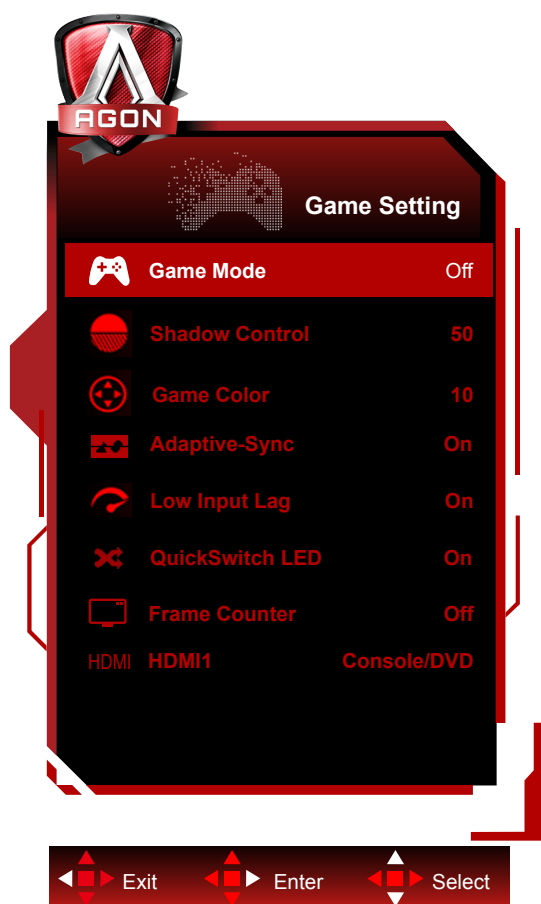 AGON
Game Setting
Game Mode Off
Shadow Control 50
Game Color 10
Adaptive-Sync On
Low Input Lag On
QuickSwitch LED On
Frame Counter Off
HDMI HDMI1 Console/DVD
Exit Enter Select